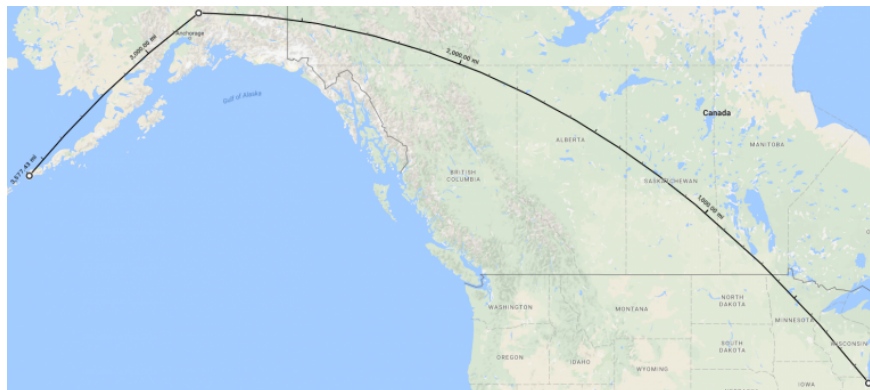 Anchorage
3,000.00 mi
2,000.00 mi
Gulf of Alaska
Canada
ALBERTA
MANITOBA
3,577.43 mi
BRITISH
COLUMBIA
SASKATCHEWAN
1,000.00 mi
WASHINGTON
MONTANA
NORTH
DAKOTA
MINNESOTA
OREGON
IDAHO
SOUTH
DAKOTA
WISCONSIN
WYOMING
IOWA